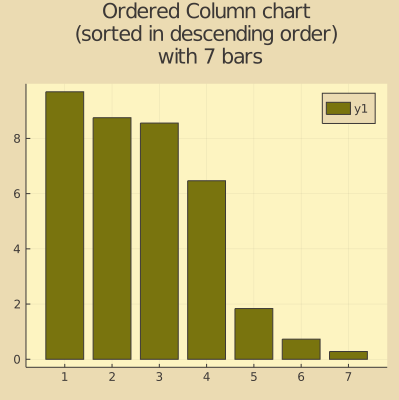 Ordered Column chart
(sorted in descending order)
with 7 bars
y1
8
6
4
2
0
1 2 3 4 5 6 7